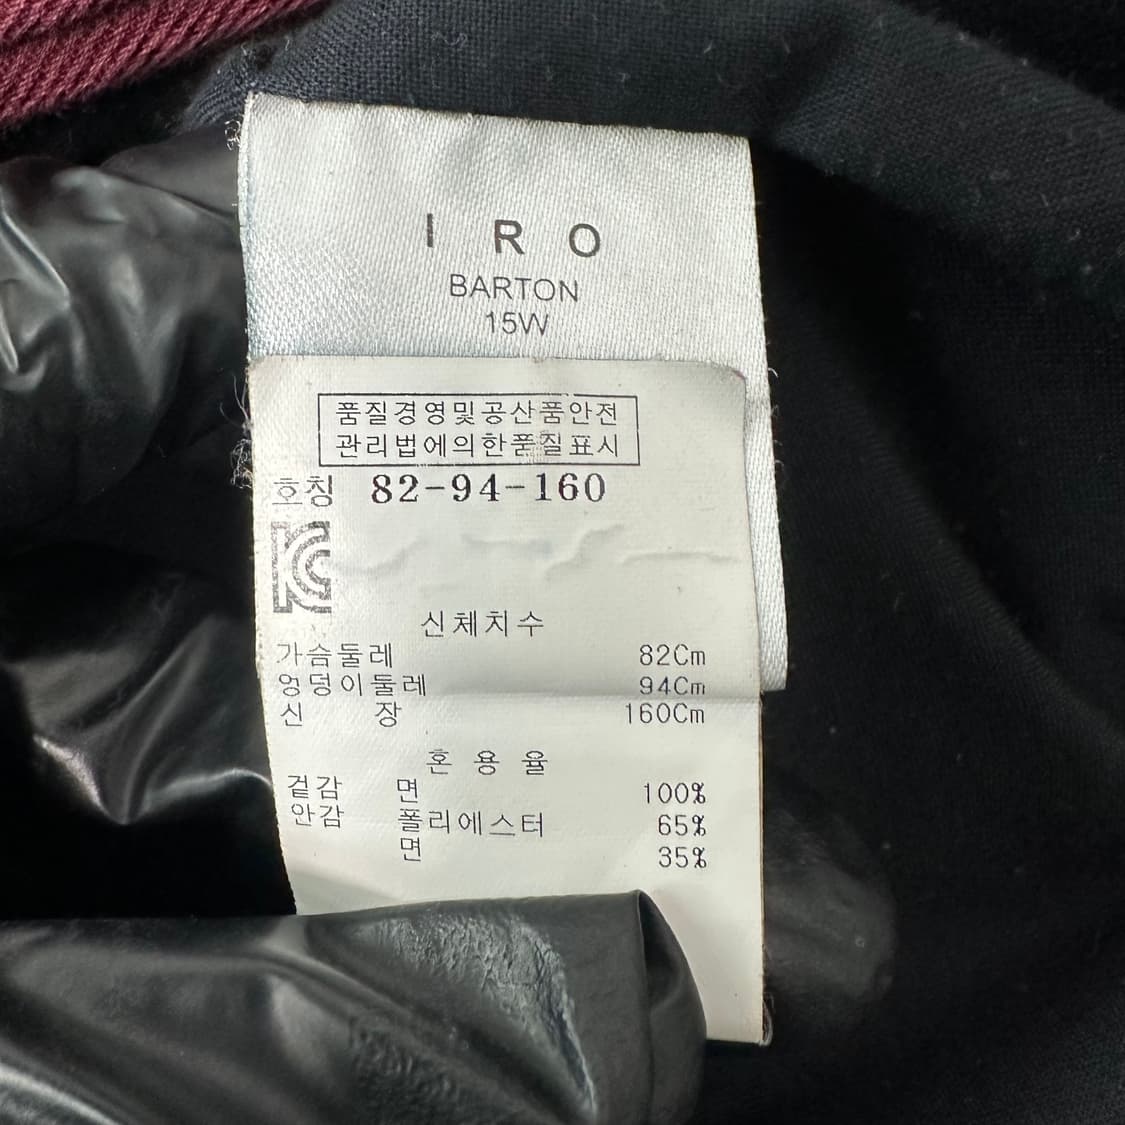 I R O
BARTON
15W
품질경영및공산품안전
관리법에의한품질표시
호칭 82-94-160
신체치수
가슴둘레 82Cm
엉덩이둘레 94Cm
신 장 160Cm
혼 용 율
겉감 면 100%
안감 폴리에스터 65%
면 35%